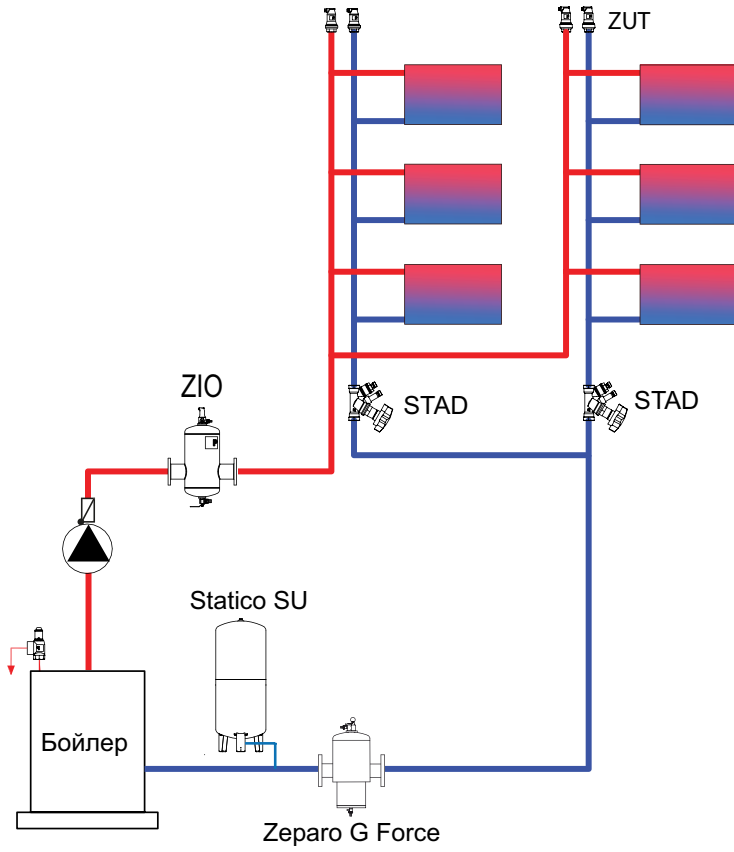 ZUT
ZIO
STAD
STAD
Statico SU
Бойлер
Zeparo G Force